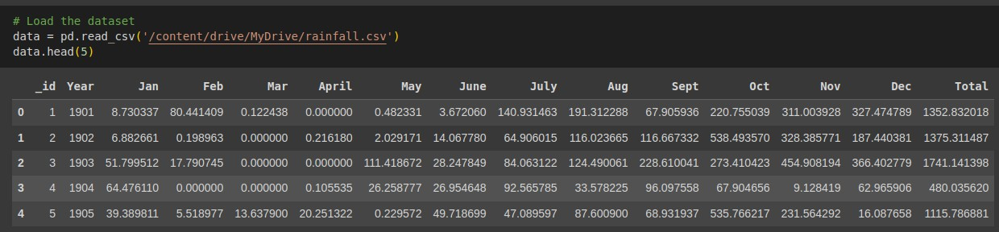 # Load the dataset
data = pd.read_csv('/content/drive/MyDrive/rainfall.csv')
data.head(5)
_id Year Jan Feb Mar April May June July Aug Sept Oct Nov Dec Total
0 1 1901 8.730337 80.441409 0.122438 0.000000 0.482331 3.672060 140.931463 191.312288 67.905936 220.755039 311.003928 327.474789 1352.832018
1 2 1902 6.882661 0.198963 0.000000 0.216180 2.029171 14.067780 64.906015 116.023665 116.667332 538.493570 328.385771 187.440381 1375.311487
2 3 1903 51.799512 17.790745 0.000000 0.000000 111.418672 28.247849 84.063122 124.490061 228.610041 273.410423 454.908194 366.402779 1741.141398
3 4 1904 64.476110 0.000000 0.000000 0.105535 26.258777 26.954648 92.565785 33.578225 96.097558 67.904656 9.128419 62.965906 480.035620
4 5 1905 39.389811 5.518977 13.637900 20.251322 0.229572 49.718699 47.089597 87.600900 68.931937 535.766217 231.564292 16.087658 1115.786881